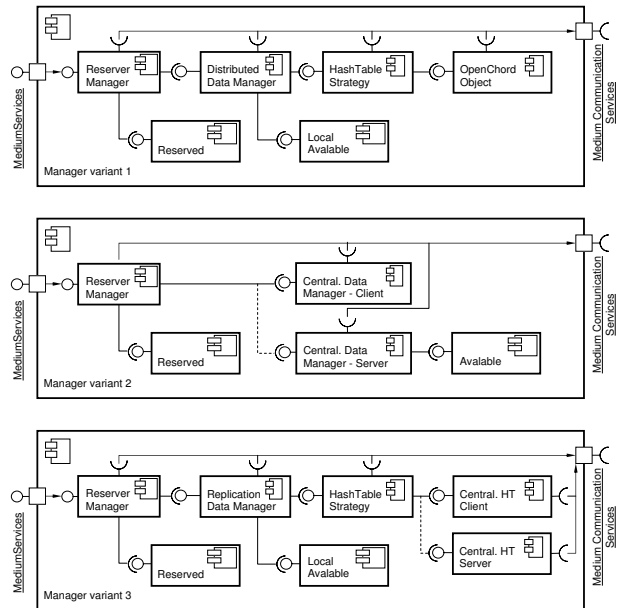 MediumServices
Reserver
Manager
Distributed
Data Manager
HashTable
Strategy
OpenChord
Object
Reserved
Local
Avalable
Manager variant 1
Medium Communication
Services
MediumServices
Reserver
Manager
Central. Data
Manager - Client
Reserved
Central. Data
Manager - Server
Avalable
Manager variant 2
Medium Communication
Services
MediumServices
Reserver
Manager
Replication
Data Manager
HashTable
Strategy
Central. HT
Client
Reserved
Local
Avalable
Central. HT
Server
Manager variant 3
Medium Communication
Services